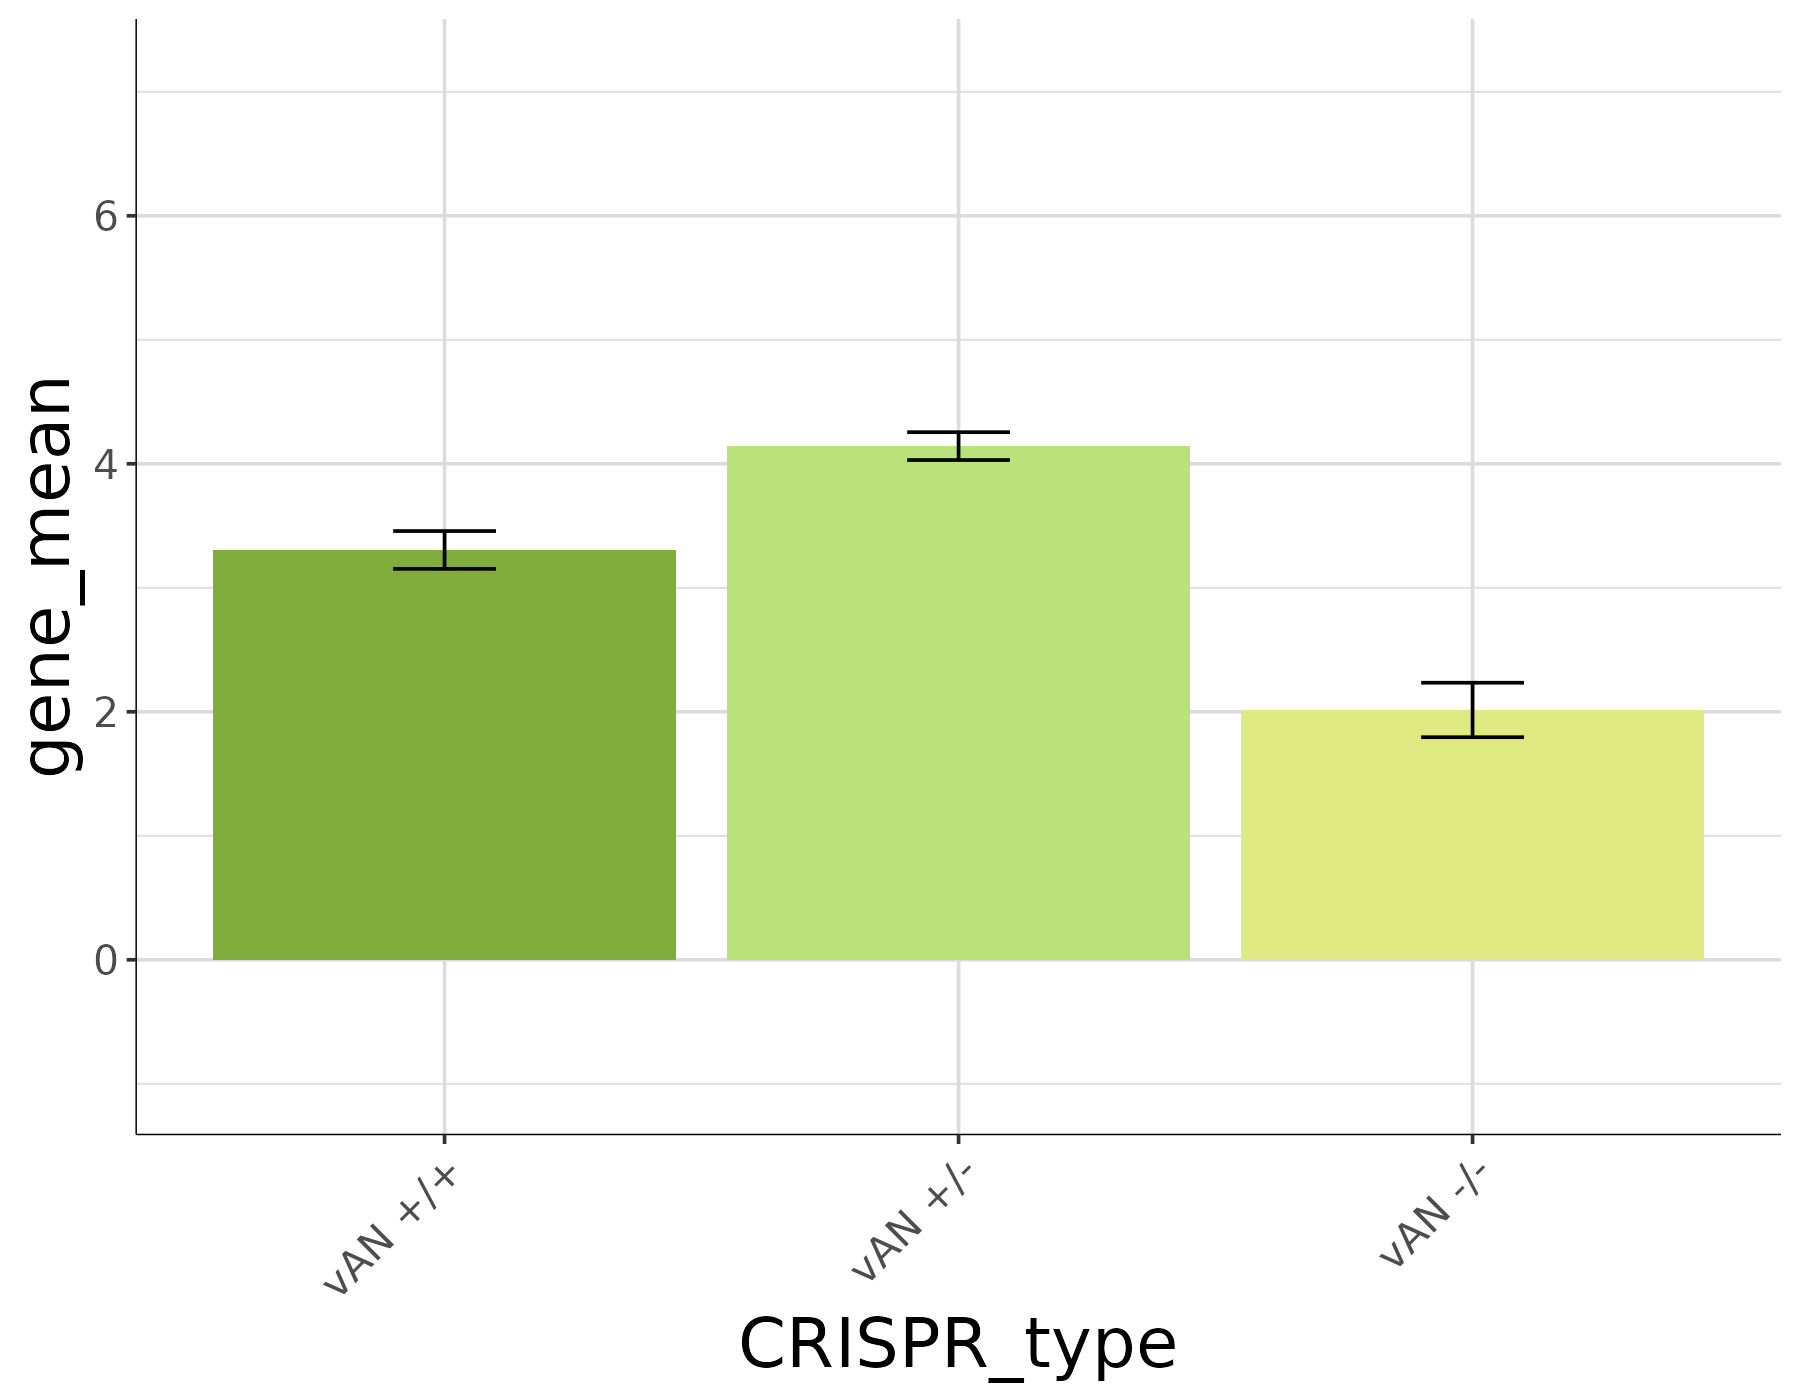 gene_mean
6
4
2
0
vAN +/+
vAN +/-
vAN -/-
CRISPR_type